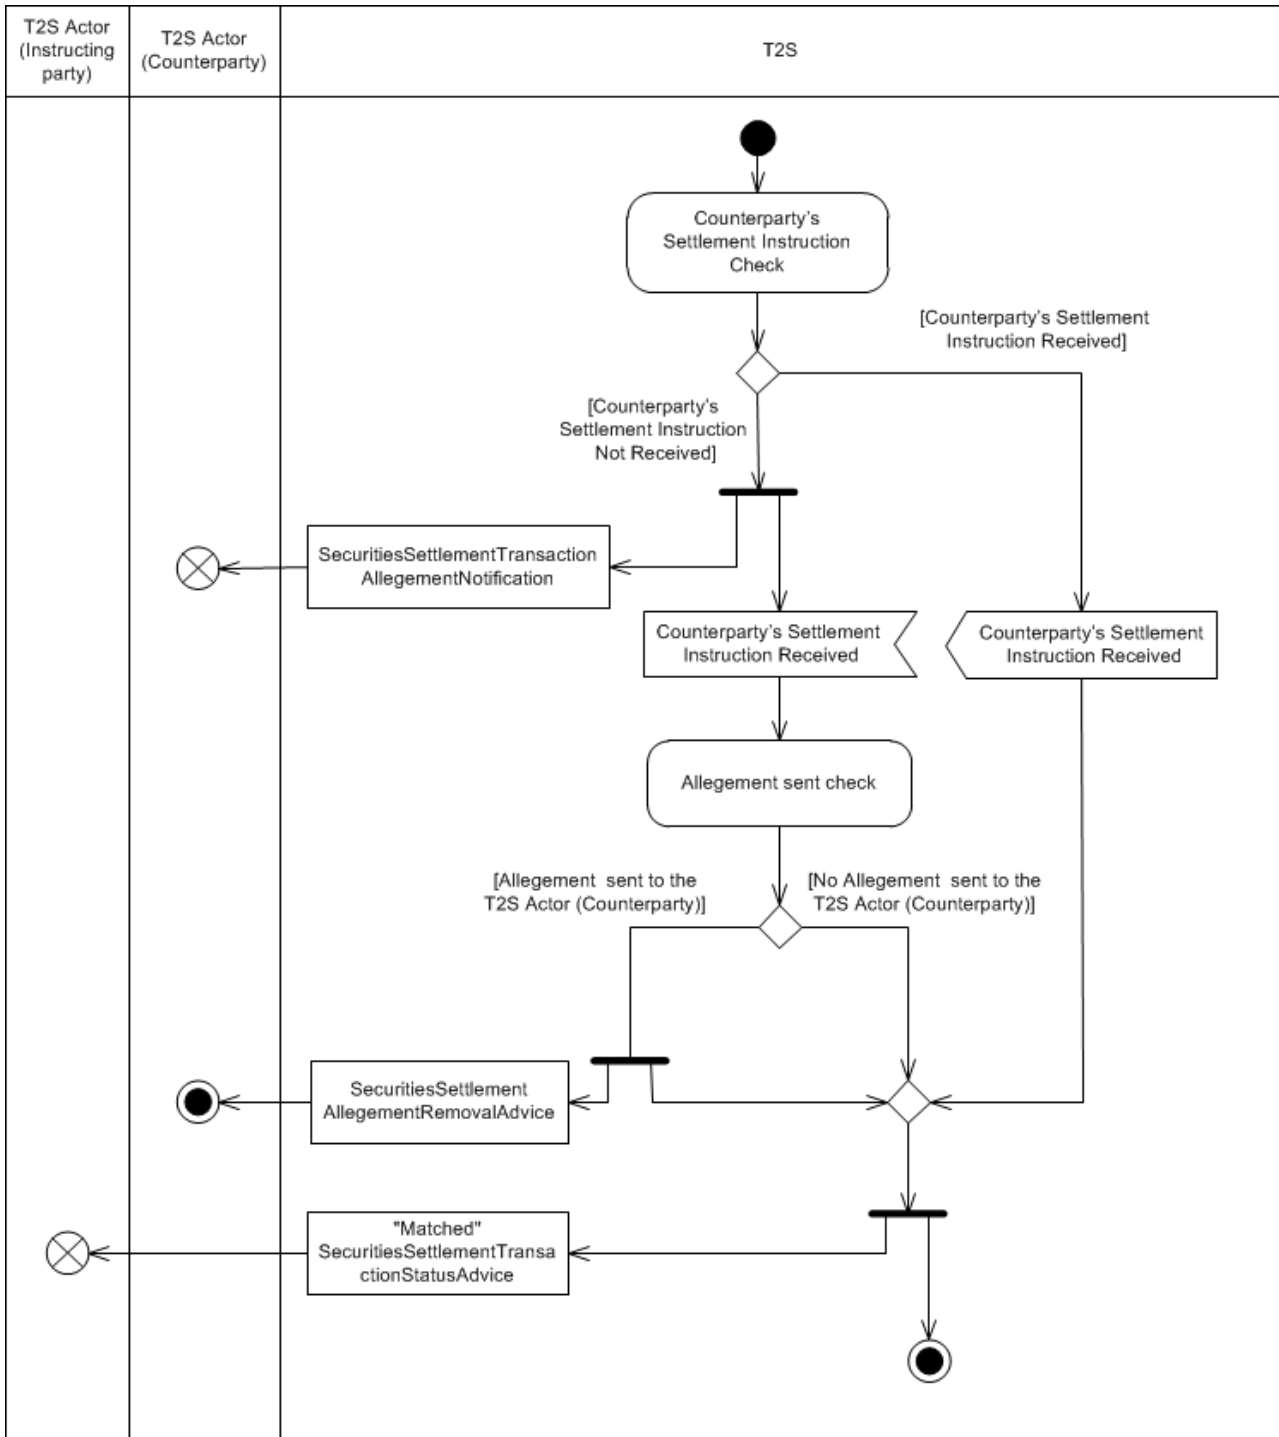 T2S Actor
(Instructing
party)
T2S Actor
(Counterparty)
T2S
Counterparty's
Settlement Instruction
Check
[Counterparty's Settlement
Instruction Received]
[Counterparty's
Settlement Instruction
Not Received]
SecuritiesSettlementTransaction
AllegementNotification
Counterparty's Settlement
Instruction Received
Counterparty's Settlement
Instruction Received
Allegement sent check
[Allegement sent to the
T2S Actor (Counterparty)]
[No Allegement sent to the
T2S Actor (Counterparty)]
SecuritiesSettlement
AllegementRemovalAdvice
"Matched"
SecuritiesSettlementTransa
ctionStatusAdvice